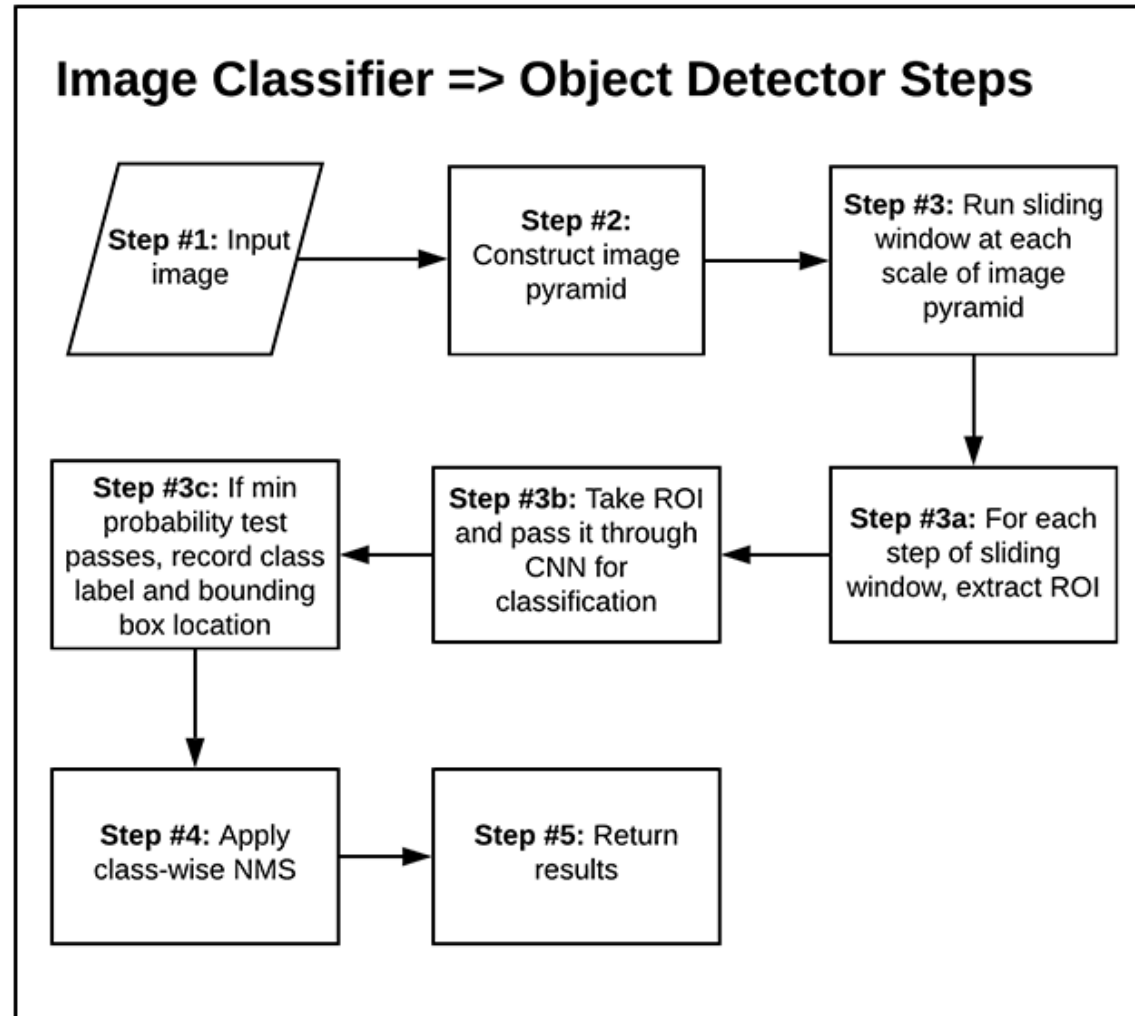 Image Classifier => Object Detector Steps
Step #1: Input
image
Step #2:
Construct image
pyramid
Step #3: Run sliding
window at each
scale of image
pyramid
Step #3a: For each
step of sliding
window, extract ROI
Step #3b: Take ROI
and pass it through
CNN for
classification
Step #3c: If min
probability test
passes, record class
label and bounding
box location
Step #4: Apply
class-wise NMS
Step #5: Return
results